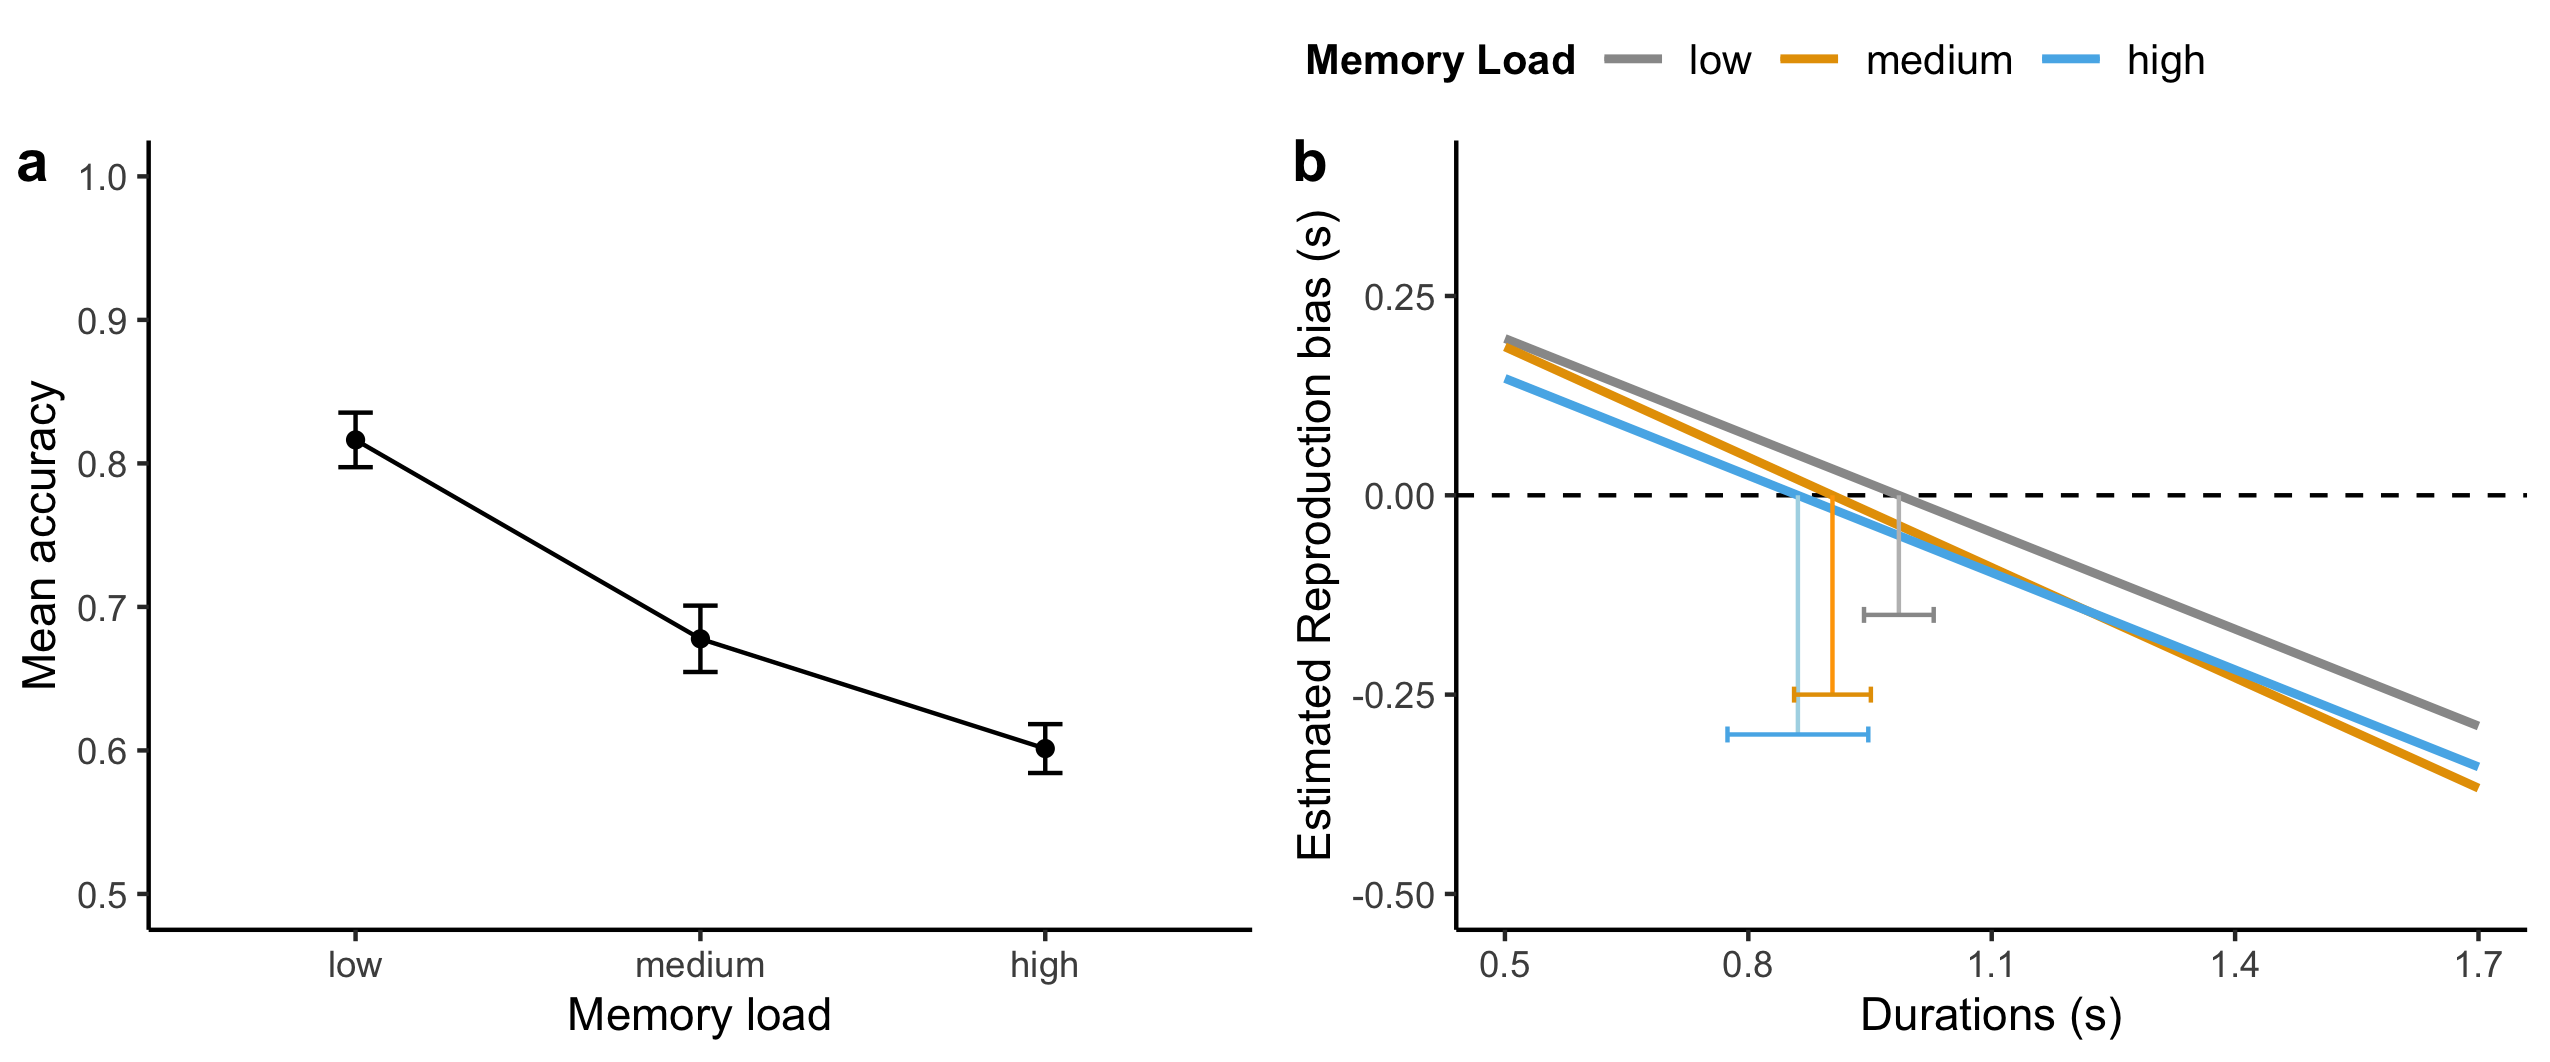 Memory Load low medium high
a
1.0
0.9
0.8
0.7
0.6
0.5
Mean accuracy
low medium high
Memory load
b
0.25
0.00
-0.25
-0.50
Estimated Reproduction bias (s)
0.5 0.8 1.1 1.4 1.7
Durations (s)